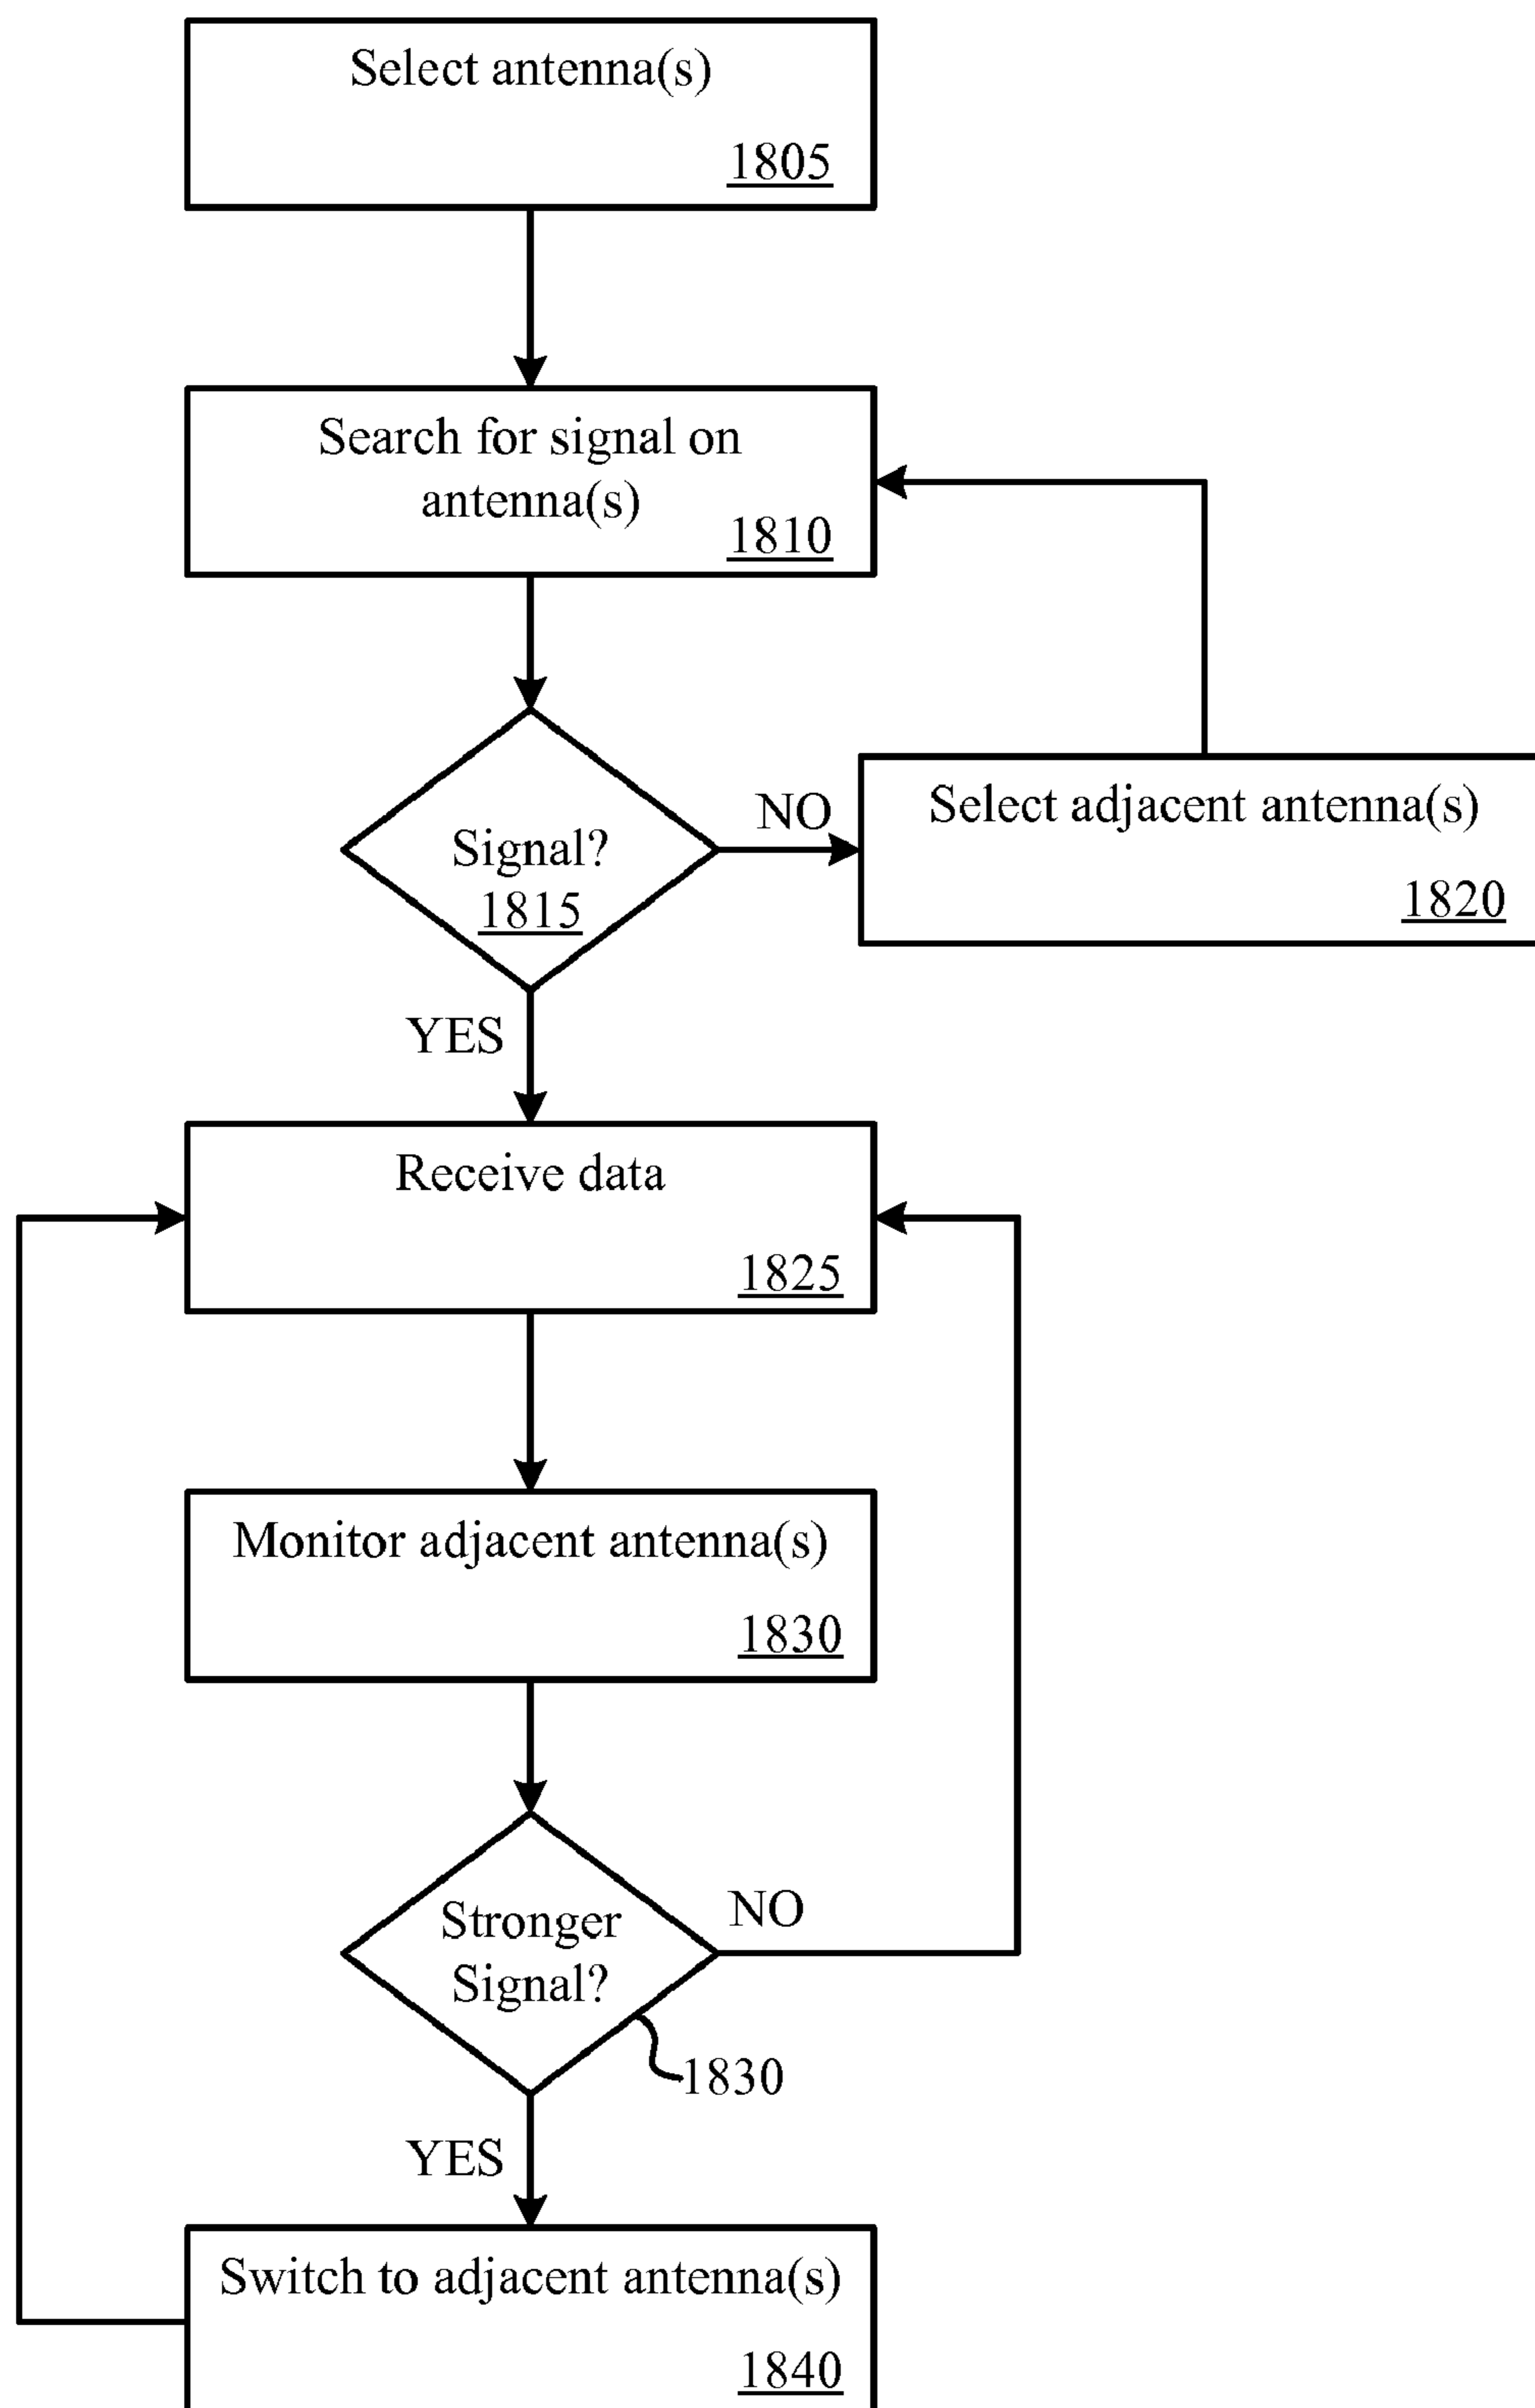 Select antenna(s)
1805
Search for signal on
antenna(s)
1810
Signal?
1815
NO
Select adjacent antenna(s)
1820
YES
Receive data
1825
Monitor adjacent antenna(s)
1830
Stronger
Signal?
NO
1830
YES
Switch to adjacent antenna(s)
1840